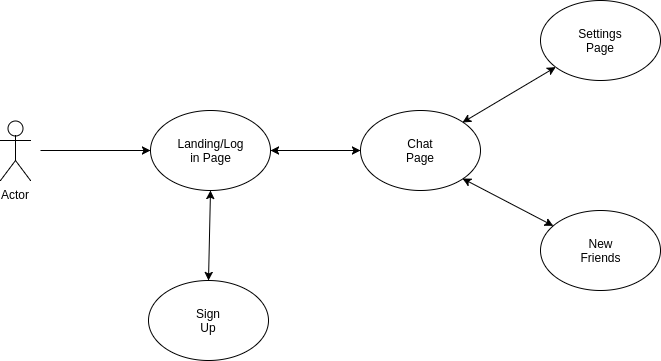 Settings
Page
Landing/Log
in Page
Chat
Page
Actor
New
Friends
Sign
Up